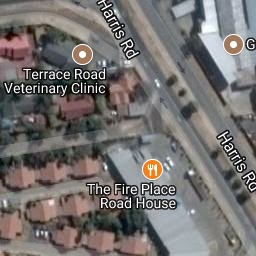 Harris Rd
Terrace Road
Veterinary Clinic
G
Harris Rd
The Fire Place
Road House